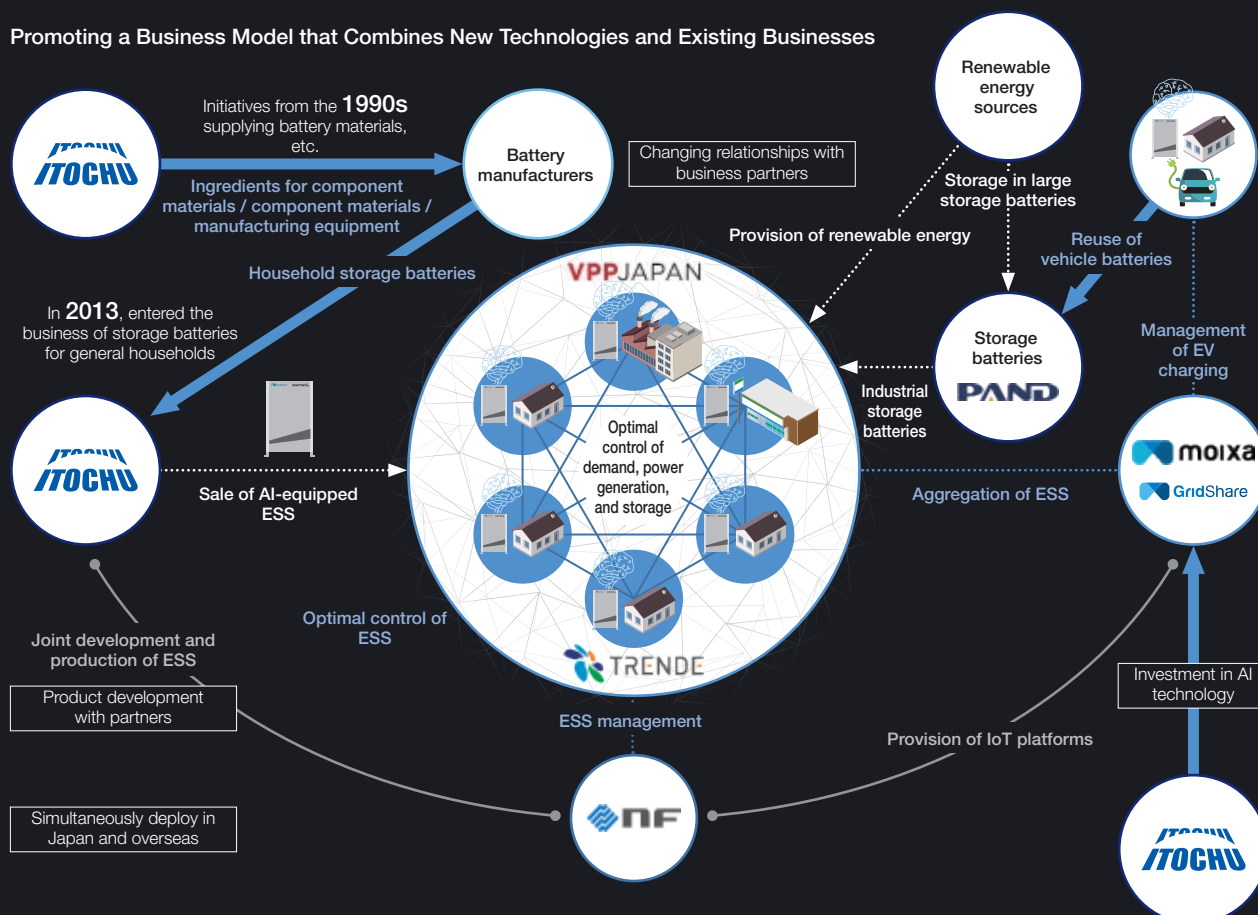 Promoting a Business Model that Combines New Technologies and Existing Businesses
ITOCHU
Initiatives from the 1990s
supplying battery materials,
etc.
Ingredients for component
materials / component materials /
manufacturing equipment
Battery
manufacturers
Changing relationships with
business partners
Renewable
energy
sources
Storage in large
storage batteries
Provision of renewable energy
Reuse of
vehicle batteries
Household storage batteries
In 2013, entered the
business of storage batteries
for general households
VPPJAPAN
Storage
batteries
PAND
Management
of EV
charging
Industrial
storage
batteries
ITOCHU
Sale of AI-equipped
ESS
Optimal
control of
demand, power
generation,
and storage
Aggregation of ESS
moixa
GridShare
Optimal control of
ESS
TRENDE
Joint development and
production of ESS
Product development
with partners
ESS management
Provision of IoT platforms
Investment in AI
technology
nF
Simultaneously deploy in
Japan and overseas
ITOCHU